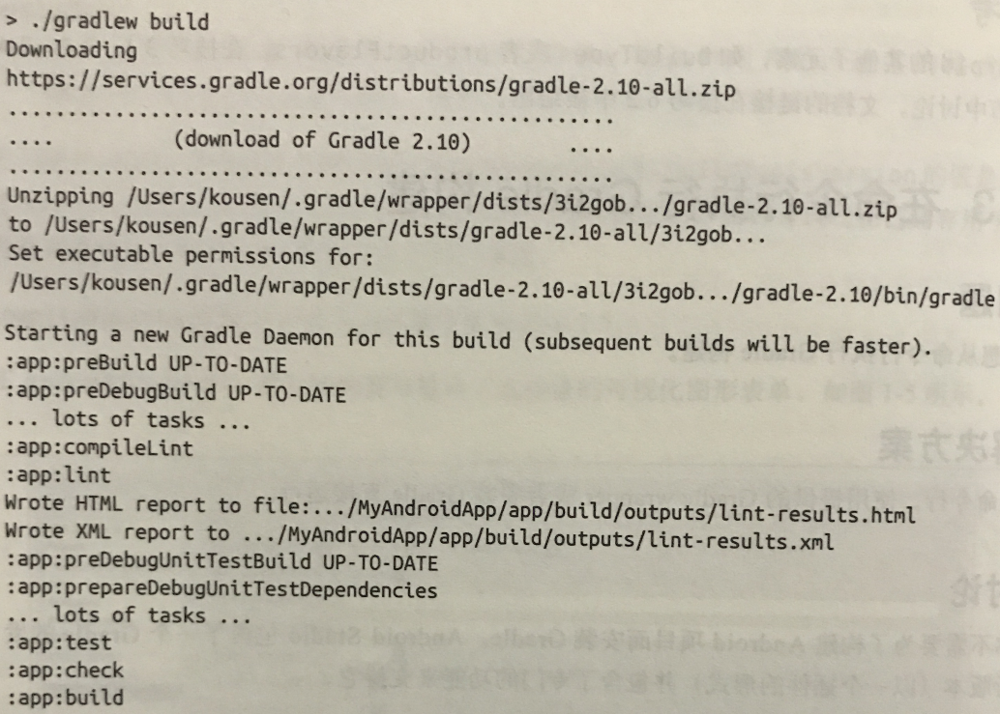 > ./gradlew build
Downloading
https://services.gradle.org/distributions/gradle-2.10-all.zip
...................................................
.... (download of Gradle 2.10) ....
...................................................
Unzipping /Users/kousen/.gradle/wrapper/dists/3i2gob.../gradle-2.10-all.zip
to /Users/kousen/.gradle/wrapper/dists/gradle-2.10-all/3i2gob...
Set executable permissions for:
/Users/kousen/.gradle/wrapper/dists/gradle-2.10-all/3i2gob.../gradle-2.10/bin/gradle
Starting a new Gradle Daemon for this build (subsequent builds will be faster).
:app:preBuild UP-TO-DATE
:app:preDebugBuild UP-TO-DATE
... lots of tasks ...
:app:compileLint
:app:lint
Wrote HTML report to file:.../MyAndroidApp/app/build/outputs/lint-results.html
Wrote XML report to .../MyAndroidApp/app/build/outputs/lint-results.xml
:app:preDebugUnitTestBuild UP-TO-DATE
:app:prepareDebugUnitTestDependencies
... lots of tasks ...
:app:test
:app:check
:app:build